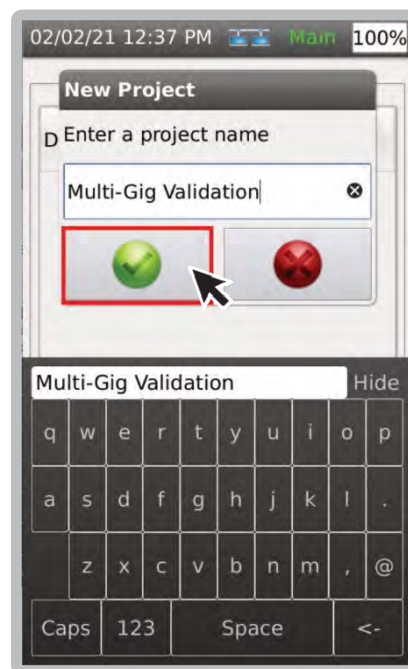 02/02/21 12:37 PM Main 100%
New Project
D Enter a project name
Multi-Gig Validation
Multi-Gig Validation Hide
q w e r t y u i o p
a s d f g h j k l .
z x c v b n m , @
Caps 123 Space <-